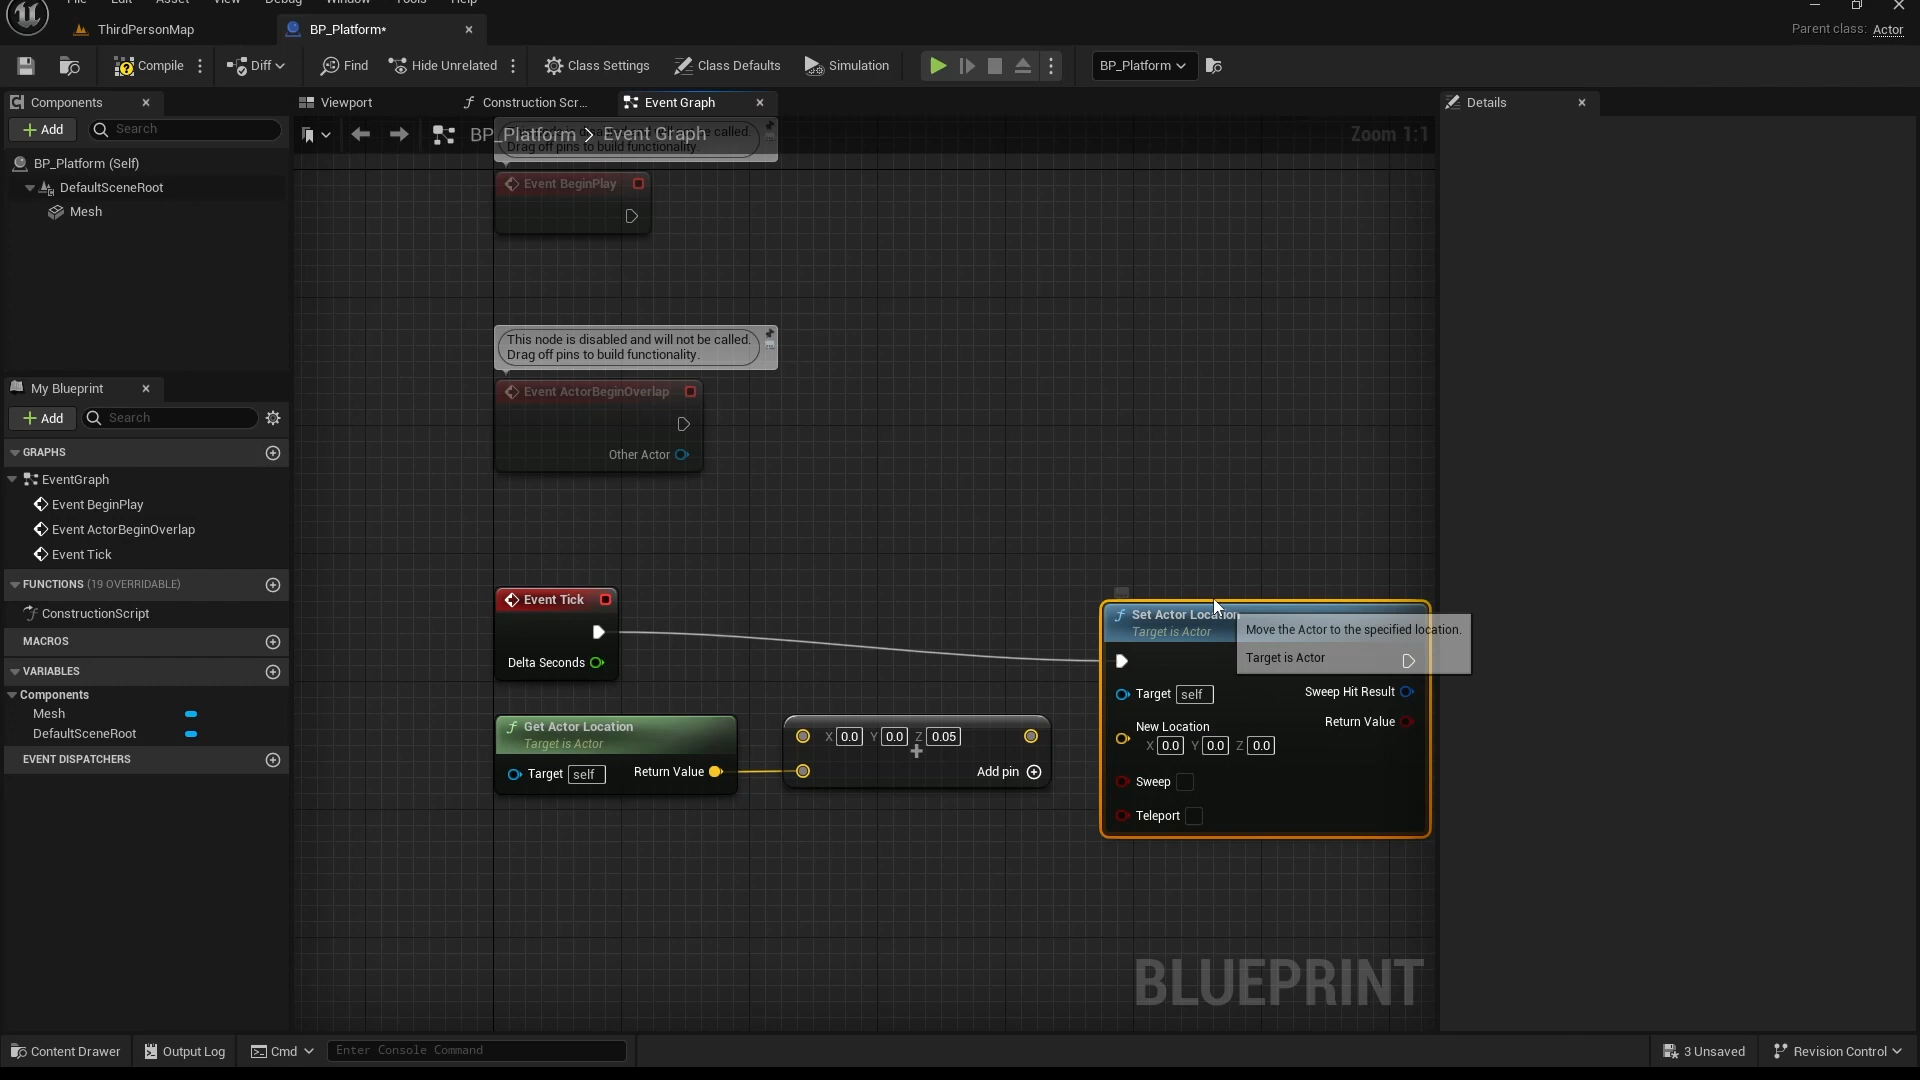 File Edit Asset View Debug Window Tools Help
ThirdPersonMap
BP_Platform*
Parent class: Actor
Compile
Diff
Find
Hide Unrelated
Class Settings
Class Defaults
Simulation
BP_Platform
Components
Viewport
Construction Scr...
Event Graph
Details
Add
Search
BP_Platform > Event Graph
Zoom 1:1
Drag off pins to build functionality.
BP_Platform (Self)
DefaultSceneRoot
Mesh
Event BeginPlay
This node is disabled and will not be called.
Drag off pins to build functionality.
Event ActorBeginOverlap
Other Actor
My Blueprint
Add
Search
GRAPHS
EventGraph
Event BeginPlay
Event ActorBeginOverlap
Event Tick
FUNCTIONS (19 OVERRIDABLE)
ConstructionScript
MACROS
VARIABLES
Components
Mesh
DefaultSceneRoot
EVENT DISPATCHERS
Event Tick
Delta Seconds
Get Actor Location
Target is Actor
Target self
Return Value
X 0.0 Y 0.0 Z 0.05
Add pin
Set Actor Location
Target is Actor
Move the Actor to the specified location.
Target is Actor
Target self
Sweep Hit Result
New Location
Return Value
X 0.0 Y 0.0 Z 0.0
Sweep
Teleport
BLUEPRINT
Content Drawer
Output Log
Cmd
Enter Console Command
3 Unsaved
Revision Control